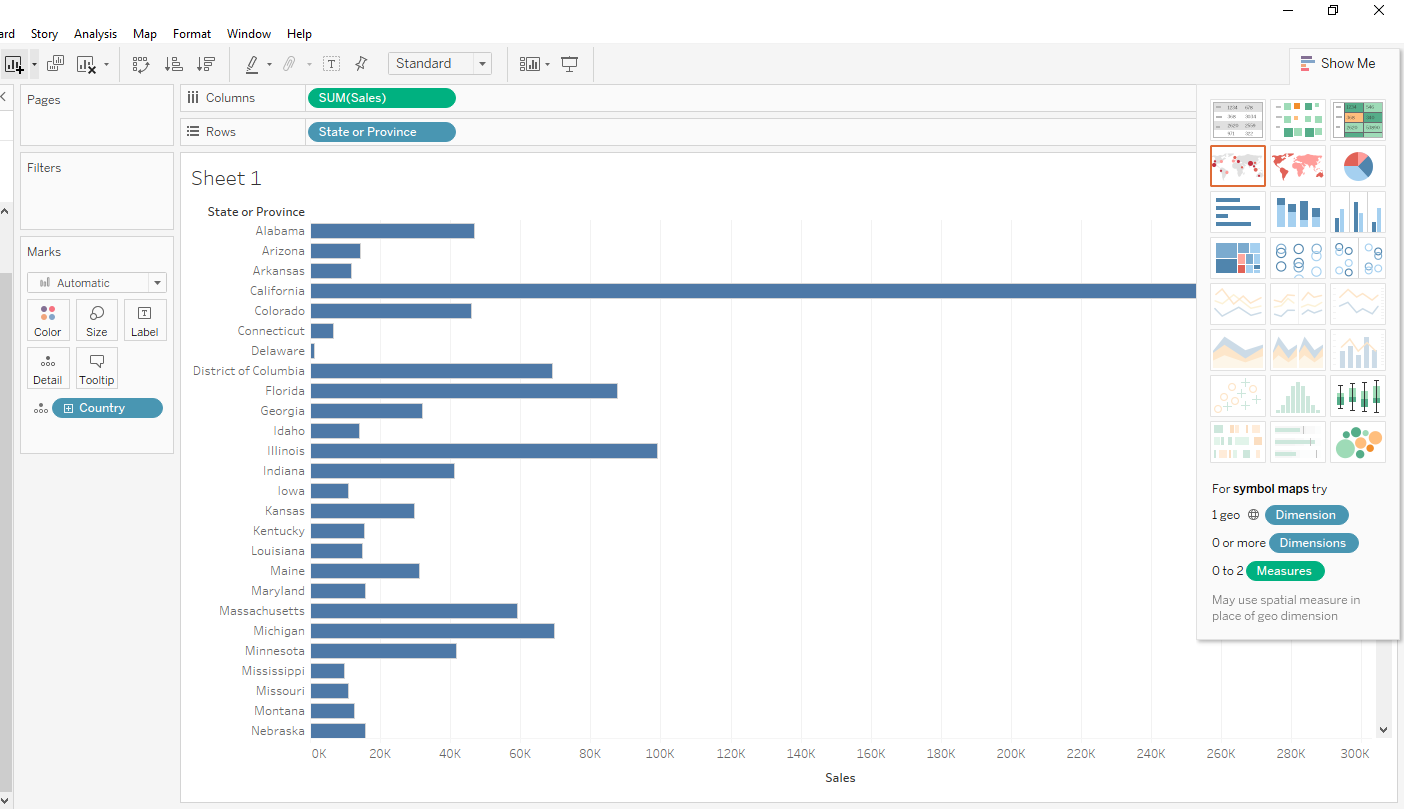 ard Story Analysis Map Format Window Help
Standard
Show Me
Pages
Columns SUM(Sales)
Rows State or Province
Filters
Marks
Automatic
Color Size Label
Detail Tooltip
Country
Sheet 1
State or Province
Alabama
Arizona
Arkansas
California
Colorado
Connecticut
Delaware
District of Columbia
Florida
Georgia
Idaho
Illinois
Indiana
Iowa
Kansas
Kentucky
Louisiana
Maine
Maryland
Massachusetts
Michigan
Minnesota
Mississippi
Missouri
Montana
Nebraska
0K 20K 40K 60K 80K 100K 120K 140K 160K 180K 200K 220K 240K 260K 280K 300K
Sales
For symbol maps try
1 geo Dimension
0 or more Dimensions
0 to 2 Measures
May use spatial measure in
place of geo dimension